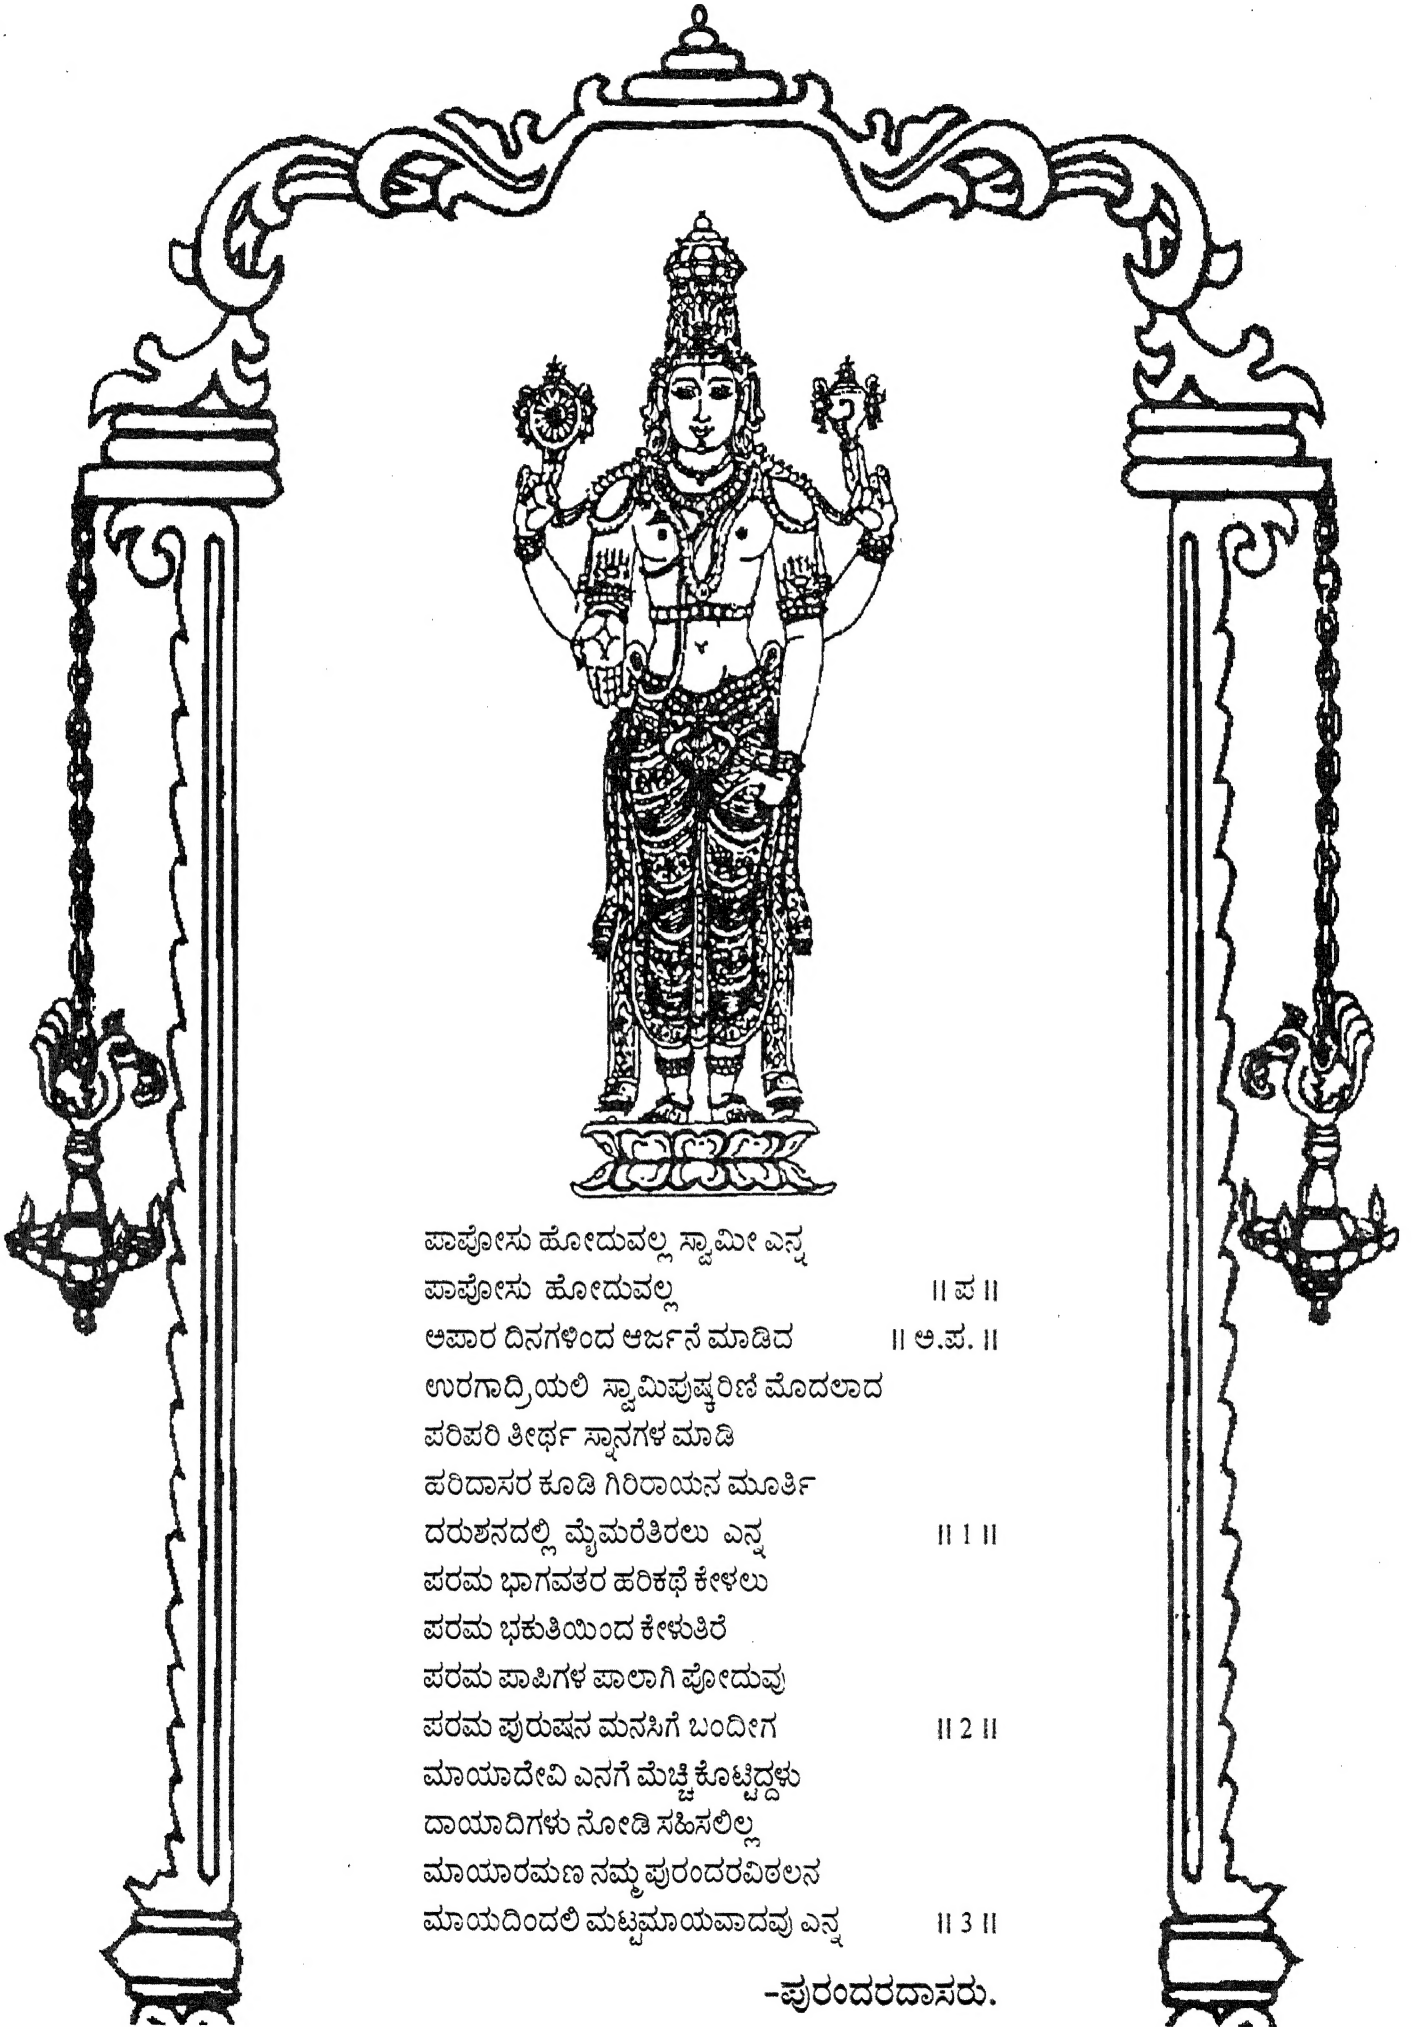 ಪಾಪೋಸು ಹೋದುವಲ್ಲ ಸ್ವಾಮೀ ಎನ್ನ
ಪಾಪೋಸು ಹೋದುವಲ್ಲ ॥ ಪ ॥
ಅಪಾರ ದಿನಗಳಿಂದ ಆರ್ಜನೆ ಮಾಡಿದ ॥ ಅ.ಪ. ॥
ಉರಗಾದ್ರಿಯಲಿ ಸ್ವಾಮಿಪುಷ್ಕರಿಣಿ ಮೊದಲಾದ
ಪರಿಪರಿ ತೀರ್ಥ ಸ್ನಾನಗಳ ಮಾಡಿ
ಹರಿದಾಸರ ಕೂಡಿ ಗಿರಿರಾಯನ ಮೂರ್ತಿ
ದರುಶನದಲ್ಲಿ ಮೈಮರೆತಿರಲು ಎನ್ನ ॥ 1 ॥
ಪರಮ ಭಾಗವತರ ಹರಿಕಥೆ ಕೇಳಲು
ಪರಮ ಭಕುತಿಯಿಂದ ಕೇಳುತಿರೆ
ಪರಮ ಪಾಪಿಗಳ ಪಾಲಾಗಿ ಪೋದುವು
ಪರಮ ಪುರುಷನ ಮನಸಿಗೆ ಬಂದೀಗ ॥ 2 ॥
ಮಾಯಾದೇವಿ ಎನಗೆ ಮೆಚ್ಚಿಕೊಟ್ಟಿದ್ದಳು
ದಾಯಾದಿಗಳು ನೋಡಿ ಸಹಿಸಲಿಲ್ಲ
ಮಾಯಾರಮಣ ನಮ್ಮ ಪುರಂದರವಿಠಲನ
ಮಾಯದಿಂದಲಿ ಮಟ್ಟಮಾಯವಾದವು ಎನ್ನ ॥ 3 ॥
-ಪುರಂದರದಾಸರು.